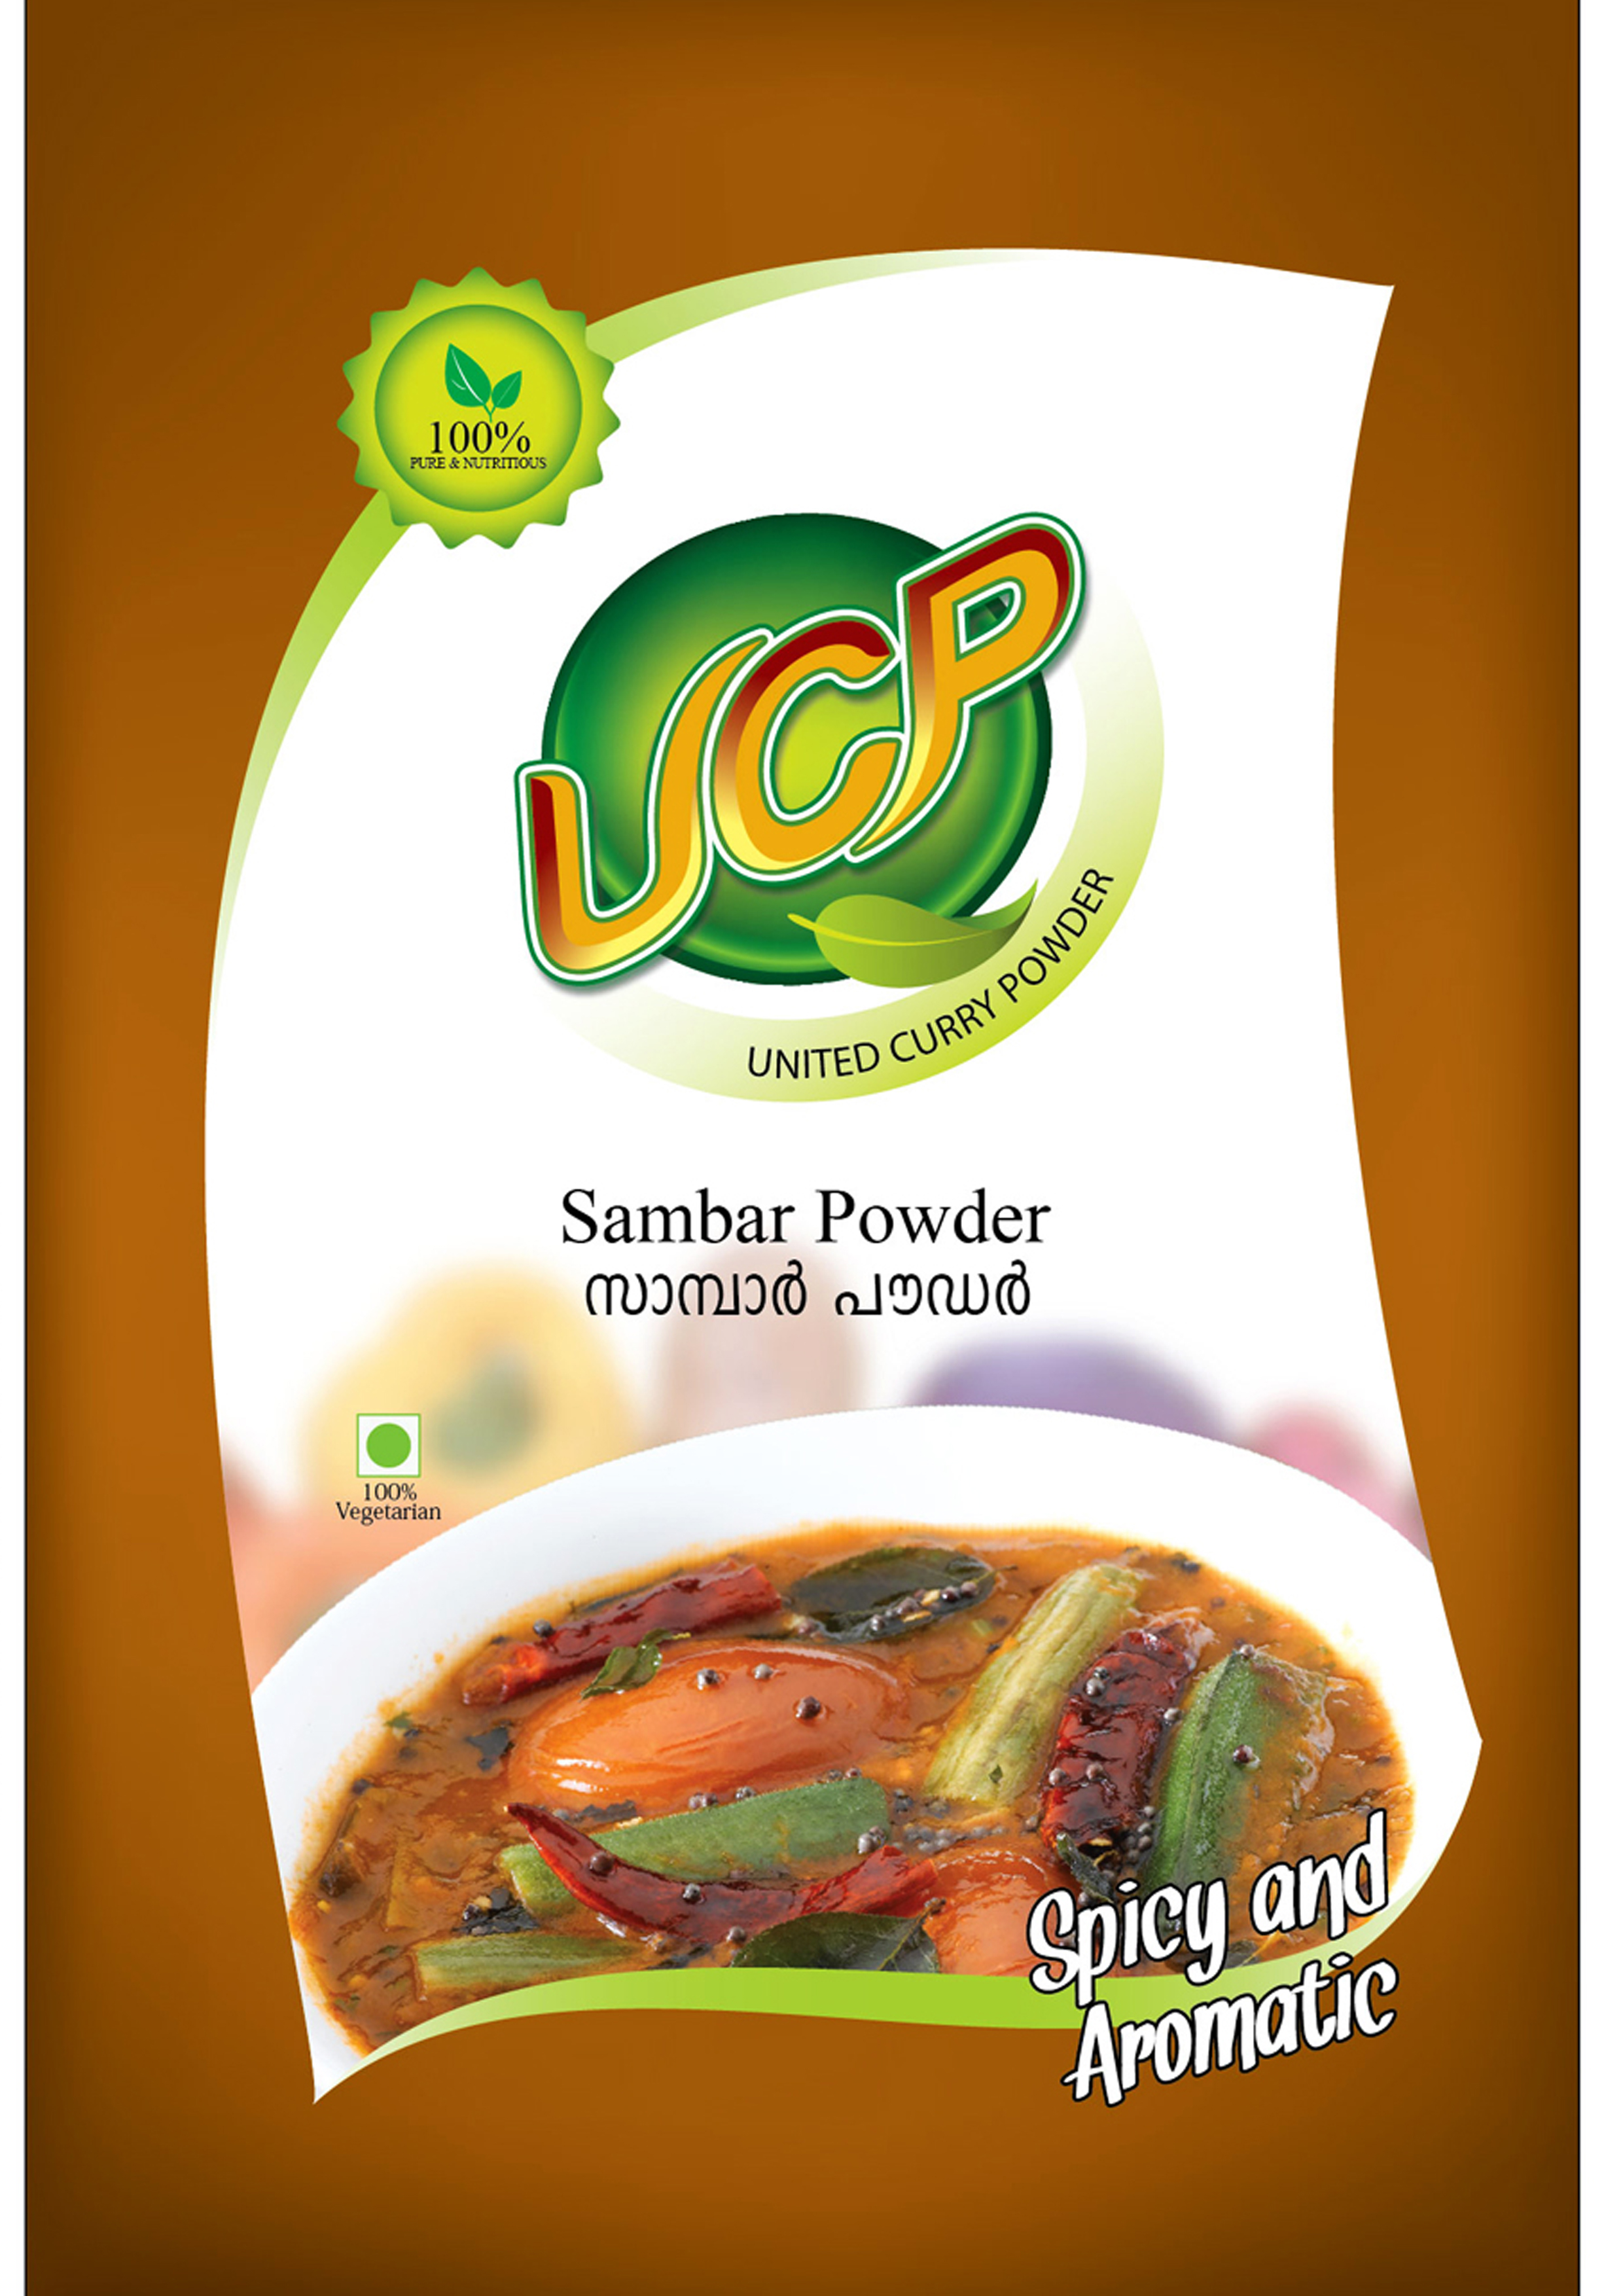 100%
PURE & NUTRITIOUS
UCP
UNITED CURRY POWDER
Sambar Powder
സാമ്പാർ പൗഡർ
100%
Vegetarian
Spicy and
Aromatic